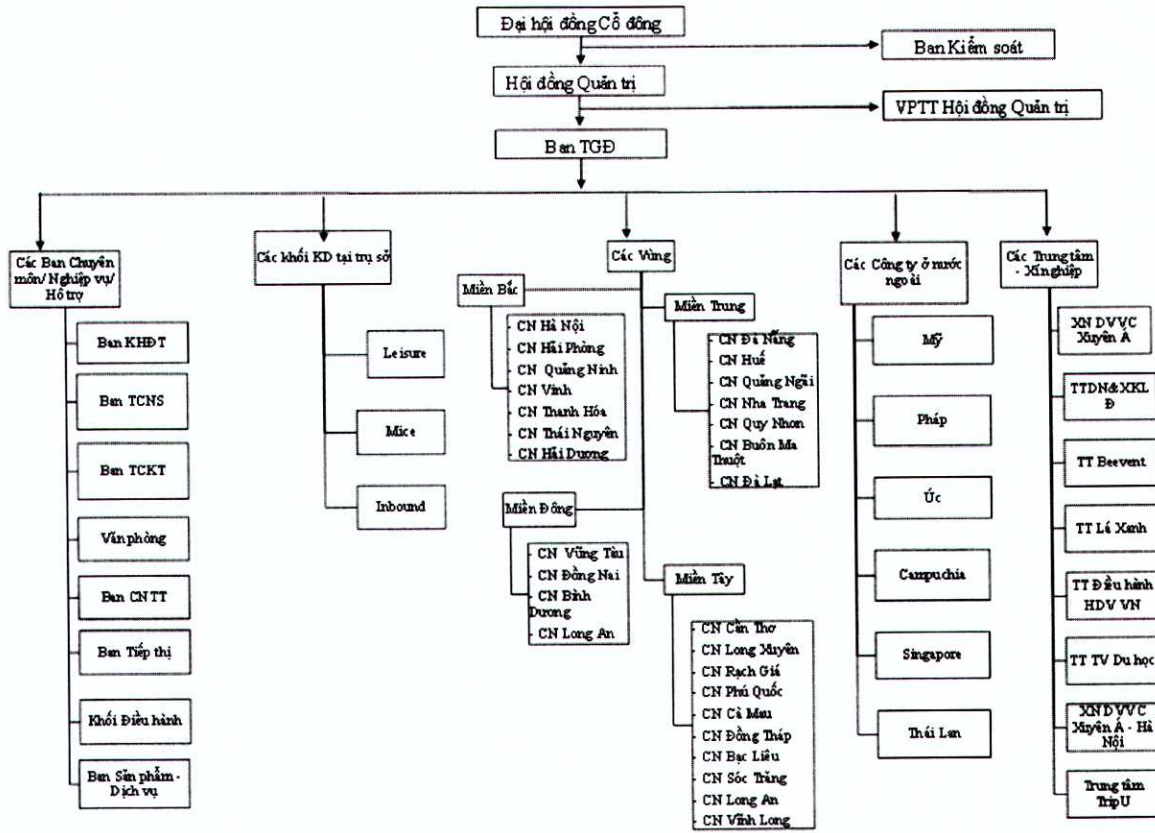 Đại hội đồng Cổ đông
Ban Kiểm soát
Hội đồng Quản trị
VPTT Hội đồng Quản trị
Ban TGĐ
Các Ban Chuyên
môn/ Nghiệp vụ/
Hỗ trợ
Ban KHĐT
Ban TCNS
Ban TCKT
Văn phòng
Ban CNTT
Ban Tiếp thị
Khối Điều hành
Ban Sản phẩm -
Dịch vụ
Các khối KD tại trụ sở
Leisure
Mice
Inbound
Các Vùng
Miền Bắc
- CN Hà Nội
- CN Hải Phòng
- CN Quảng Ninh
- CN Vinh
- CN Thanh Hóa
- CN Thái Nguyên
- CN Hải Dương
Miền Trung
- CN Đà Nẵng
- CN Huế
- CN Quảng Ngãi
- CN Nha Trang
- CN Quy Nhơn
- CN Buôn Ma
Thuột
- CN Đà Lạt
Miền Đông
- CN Vũng Tàu
- CN Đồng Nai
- CN Bình
Dương
- CN Long An
Miền Tây
- CN Cần Thơ
- CN Long Xuyên
- CN Rạch Giá
- CN Phú Quốc
- CN Cà Mau
- CN Đồng Tháp
- CN Bạc Liêu
- CN Sóc Trăng
- CN Long An
- CN Vĩnh Long
Các Công ty ở nước
ngoài
Mỹ
Pháp
Úc
Campuchia
Singapore
Thái Lan
Các Trung tâm
- Xí nghiệp
XN DVVC
Xuyên Á
TTDN&XKL
Đ
TT Beevent
TT Lá Xanh
TT Điều hành
HDV VN
TT TV Du học
XN DVVC
Xuyên Á - Hà
Nội
Trung tâm
TripU